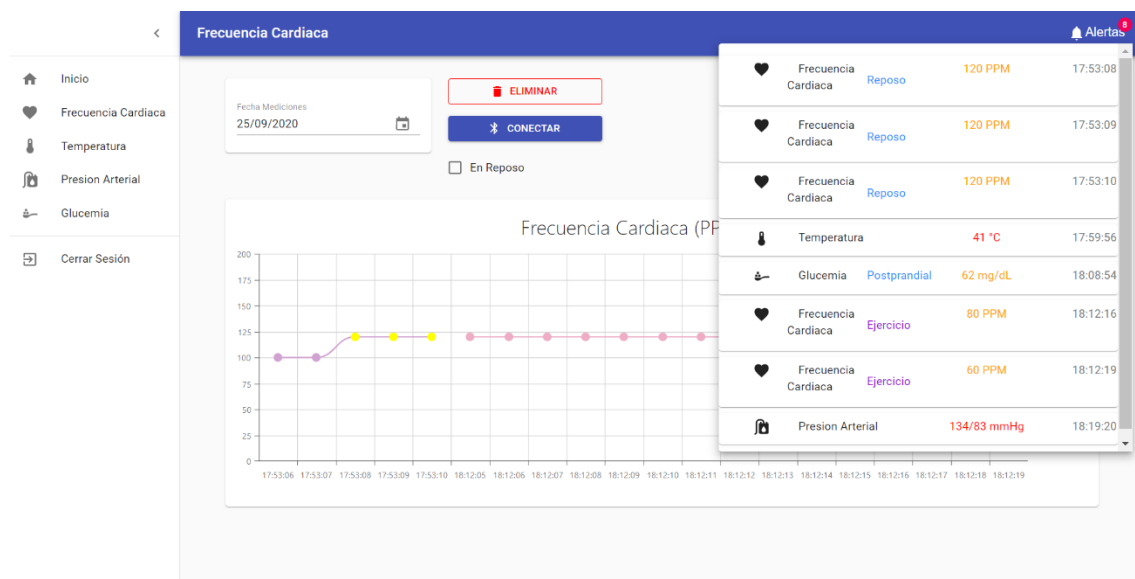 Frecuencia Cardiaca
Alertas
8
Inicio
Frecuencia Cardiaca
Temperatura
Presion Arterial
Glucemia
Cerrar Sesión
Fecha Mediciones
25/09/2020
ELIMINAR
CONECTAR
En Reposo
Frecuencia Cardiaca (PP
200
175
150
125
100
75
50
25
0
17:53:06 17:53:07 17:53:08 17:53:09 17:53:10 18:12:05 18:12:06 18:12:07 18:12:08 18:12:09 18:12:10 18:12:11 18:12:12 18:12:13 18:12:14 18:12:15 18:12:16 18:12:17 18:12:18 18:12:19
Frecuencia Cardiaca Reposo 120 PPM 17:53:08
Frecuencia Cardiaca Reposo 120 PPM 17:53:09
Frecuencia Cardiaca Reposo 120 PPM 17:53:10
Temperatura 41 °C 17:59:56
Glucemia Postprandial 62 mg/dL 18:08:54
Frecuencia Cardiaca Ejercicio 80 PPM 18:12:16
Frecuencia Cardiaca Ejercicio 60 PPM 18:12:19
Presion Arterial 134/83 mmHg 18:19:20